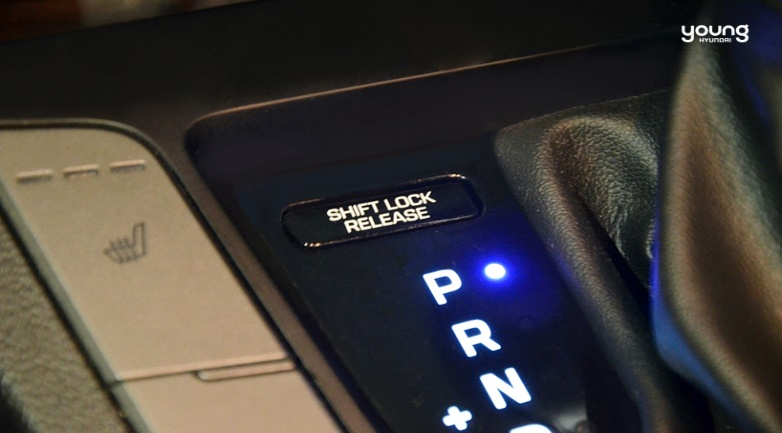 young
HYUNDAI
SHIFT LOCK
RELEASE
P
R
N
+